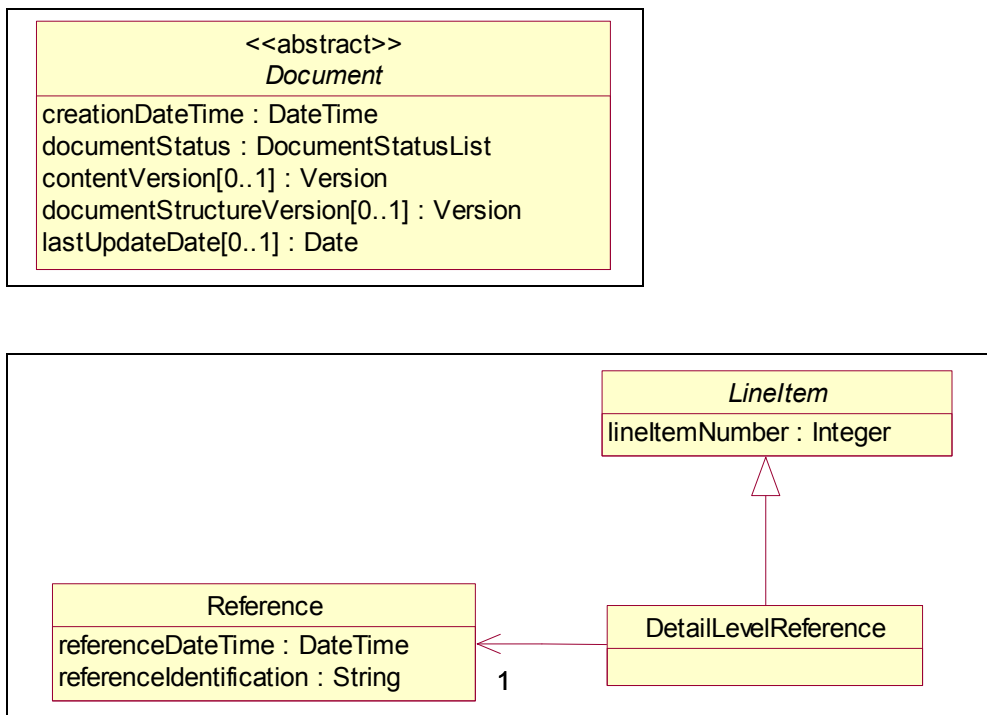 <<abstract>>
Document
creationDateTime : DateTime
documentStatus : DocumentStatusList
contentVersion[0..1] : Version
documentStructureVersion[0..1] : Version
lastUpdateDate[0..1] : Date
LineItem
lineItemNumber : Integer
Reference
referenceDateTime : DateTime
referenceIdentification : String
1
DetailLevelReference